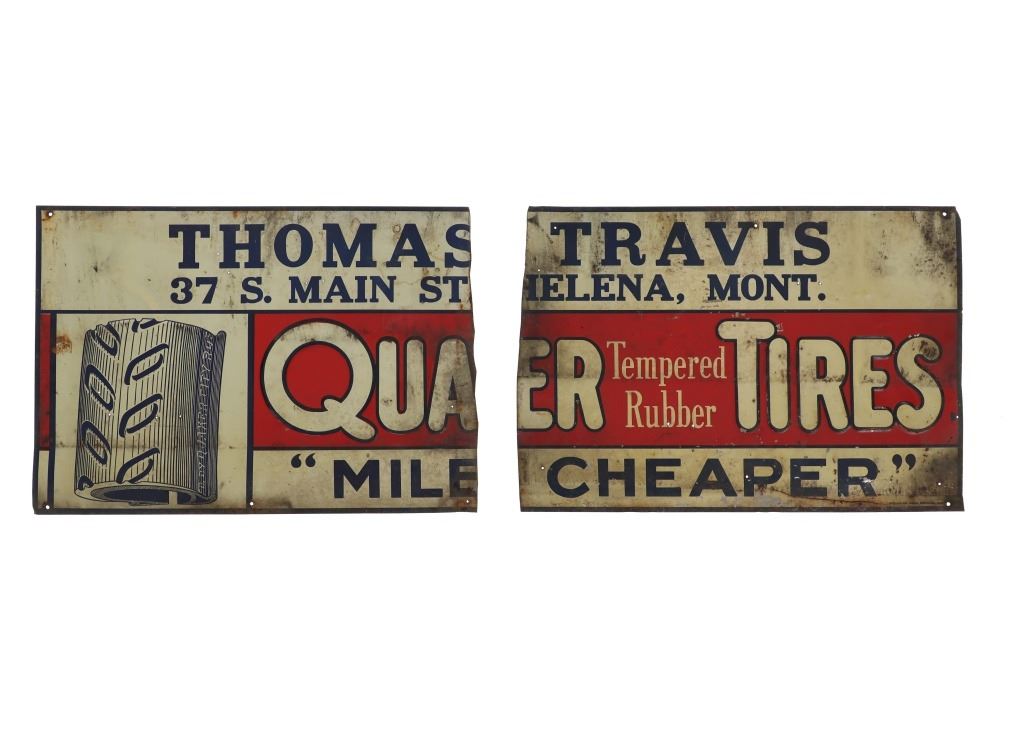 THOMAS TRAVIS
37 S. MAIN ST HELENA, MONT.
QUA ER Tempered Rubber TIRES
"MILE CHEAPER"